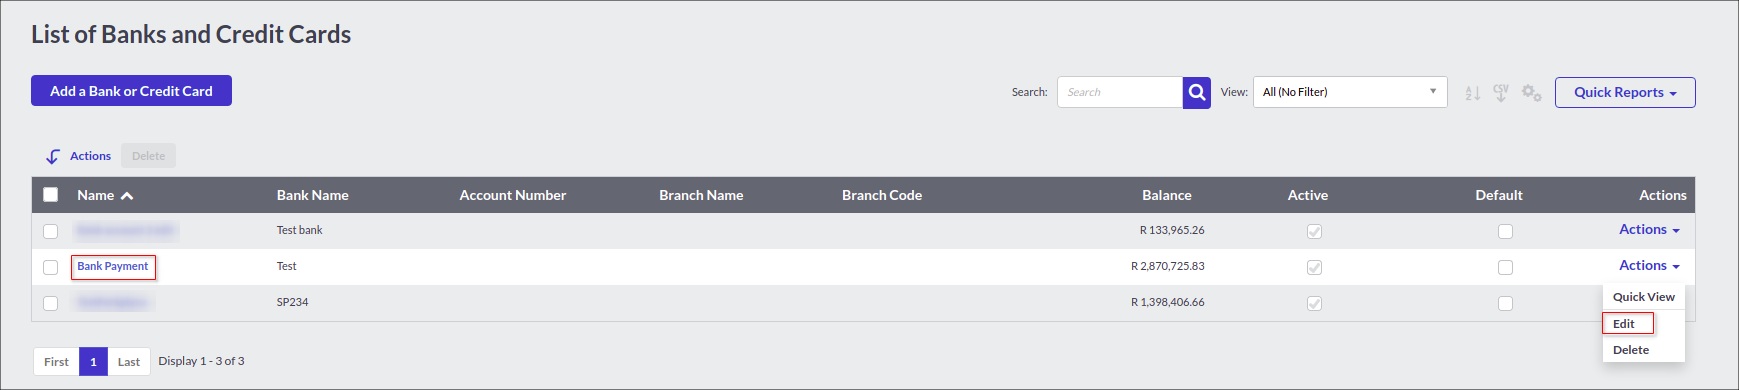 List of Banks and Credit Cards
Add a Bank or Credit Card Search: Search View: All (No Filter) A Z CSV Quick Reports
Actions Delete
Name Bank Name Account Number Branch Name Branch Code Balance Active Default Actions
Test bank R 133,965.26 Actions
Bank Payment Test R 2,870,725.83 Actions
SP234 R 1,398,406.66
Quick View
Edit
Delete
First 1 Last Display 1 - 3 of 3